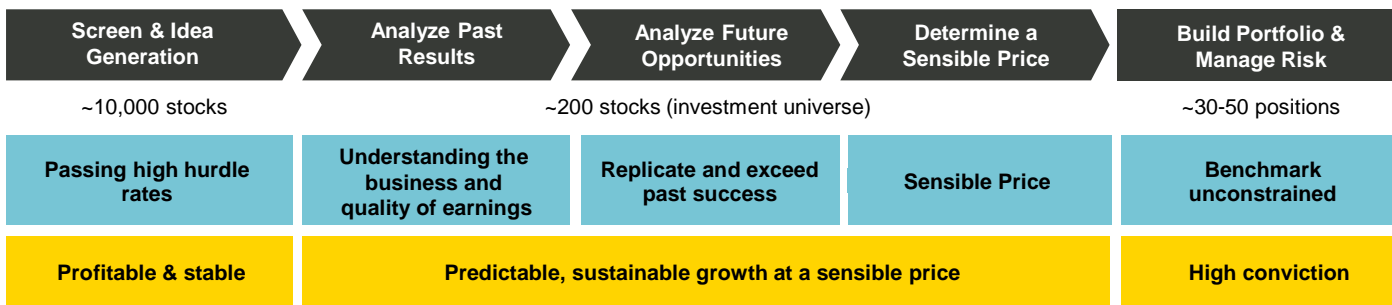 Screen & Idea
Generation
Analyze Past
Results
Analyze Future
Opportunities
Determine a
Sensible Price
Build Portfolio &
Manage Risk
~10,000 stocks
~200 stocks (investment universe)
~30-50 positions
Passing high hurdle
rates
Understanding the
business and
quality of earnings
Replicate and exceed
past success
Sensible Price
Benchmark
unconstrained
Profitable & stable
Predictable, sustainable growth at a sensible price
High conviction